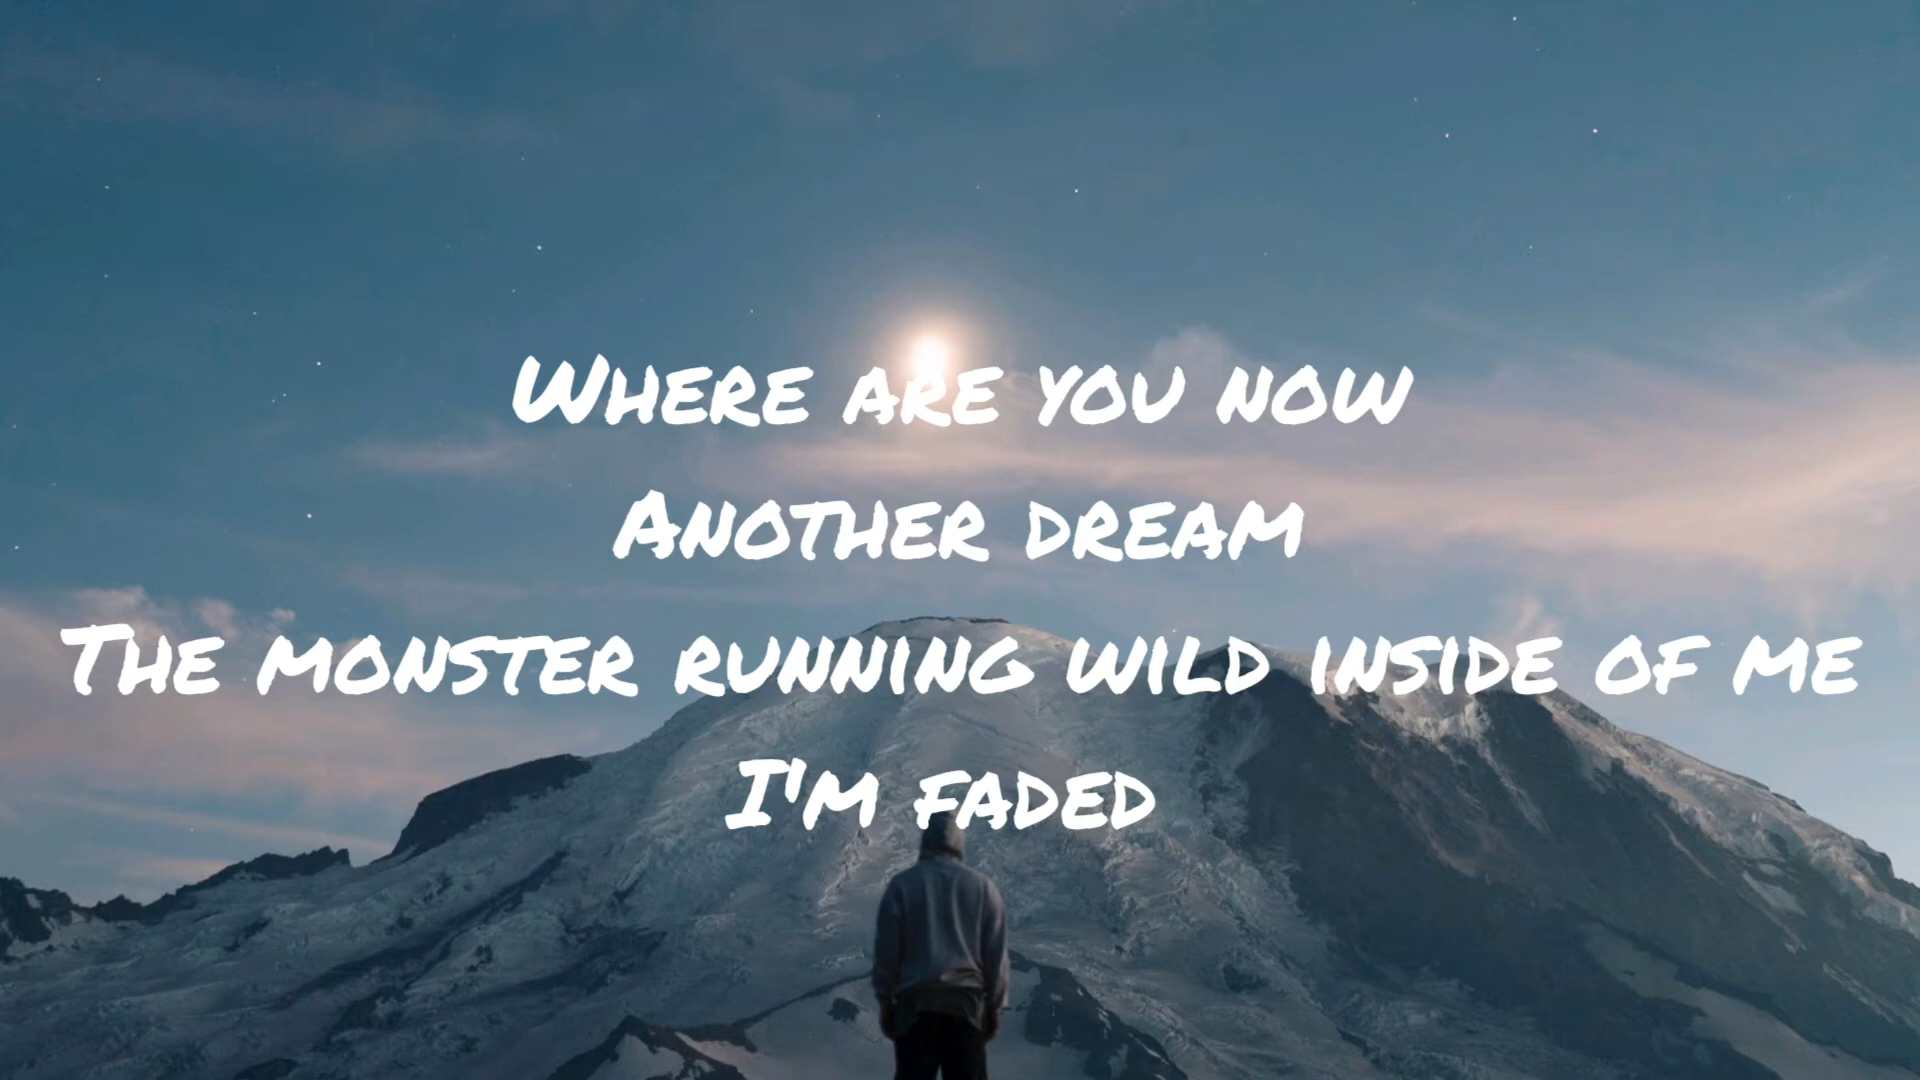 Where are you now
Another dream
The monster running wild inside of me
I'm faded